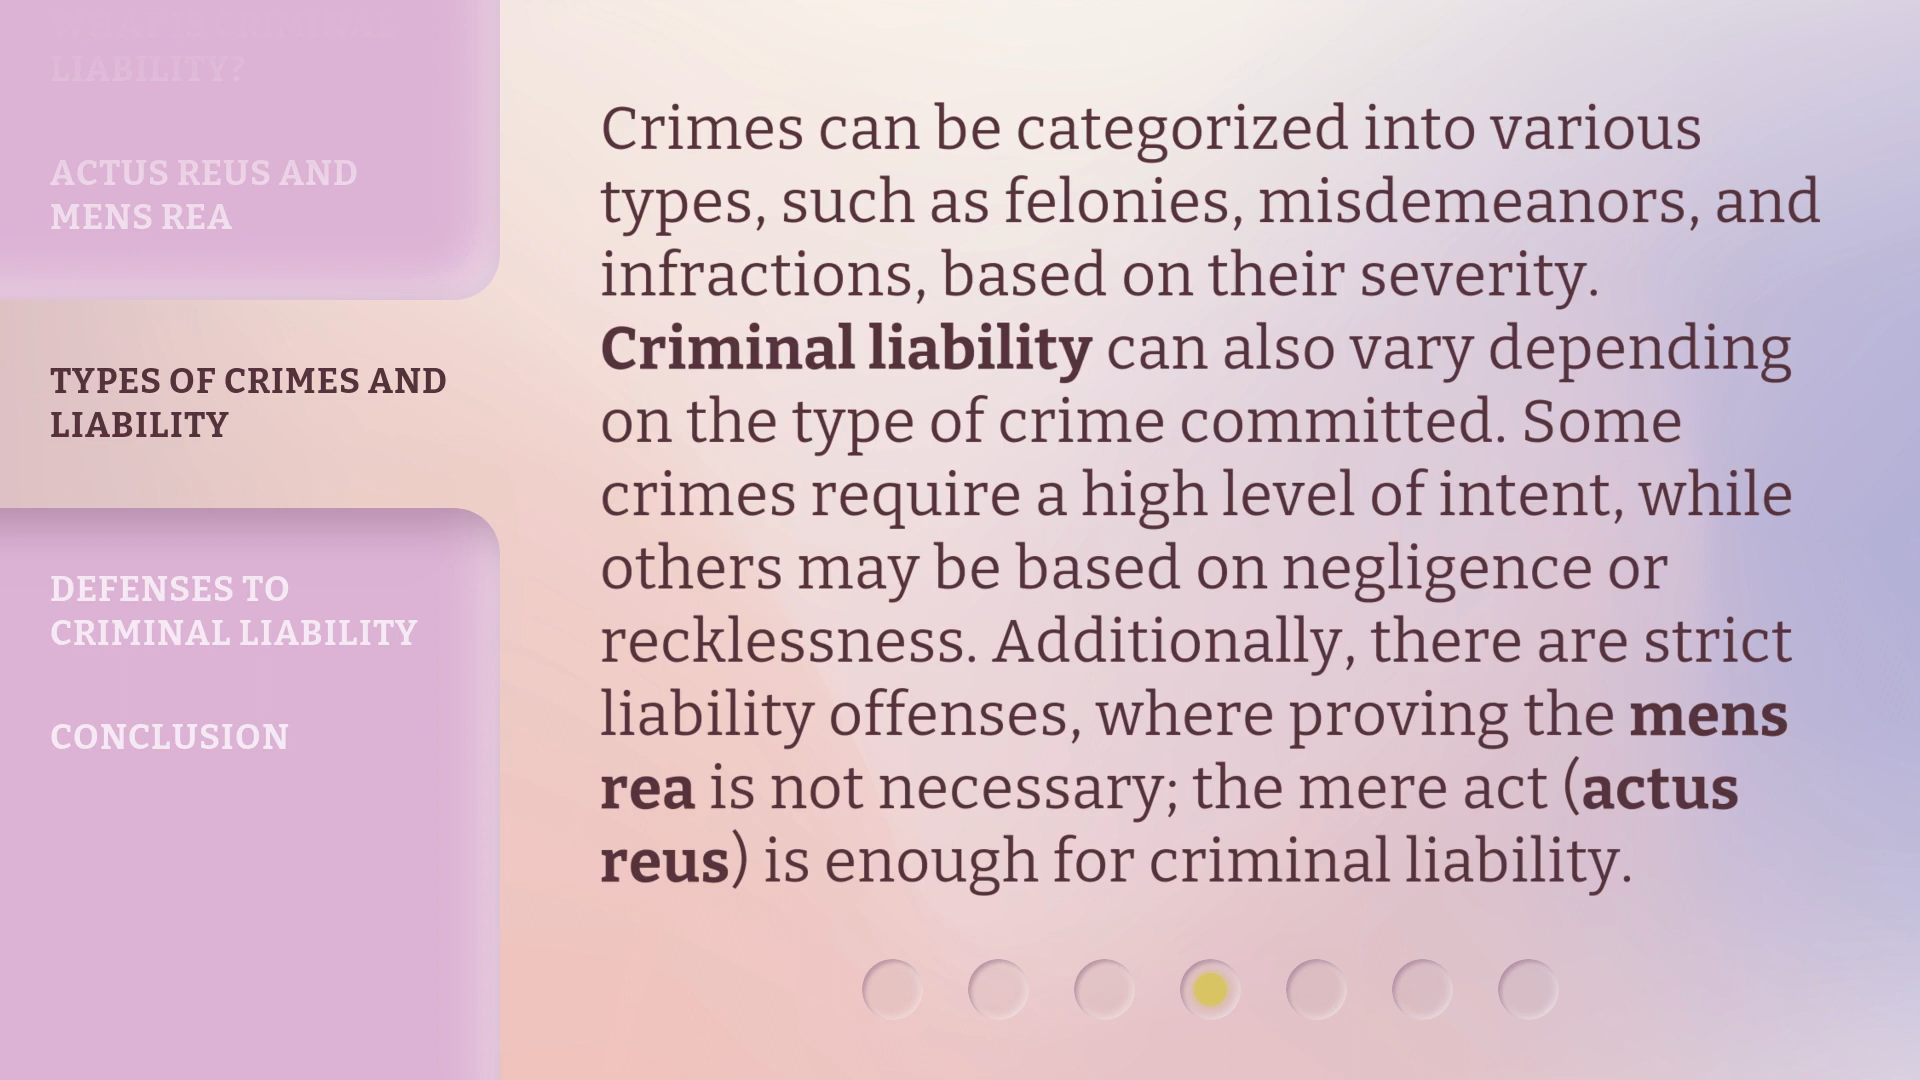 WHAT IS CRIMINAL
LIABILITY?
ACTUS REUS AND
MENS REA
TYPES OF CRIMES AND
LIABILITY
DEFENSES TO
CRIMINAL LIABILITY
CONCLUSION
Crimes can be categorized into various
types, such as felonies, misdemeanors, and
infractions, based on their severity.
Criminal liability can also vary depending
on the type of crime committed. Some
crimes require a high level of intent, while
others may be based on negligence or
recklessness. Additionally, there are strict
liability offenses, where proving the mens
rea is not necessary; the mere act (actus
reus) is enough for criminal liability.